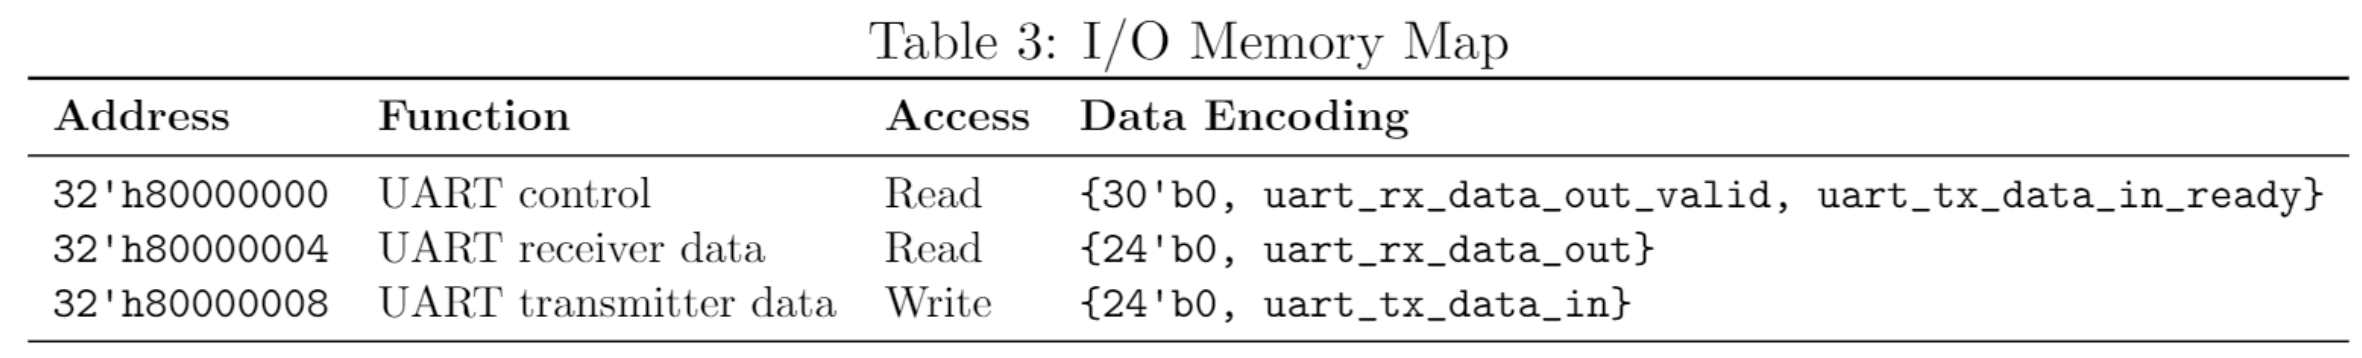 Table 3: I/O Memory Map
Address Function Access Data Encoding
32'h80000000 UART control Read {30'b0, uart_rx_data_out_valid, uart_tx_data_in_ready}
32'h80000004 UART receiver data Read {24'b0, uart_rx_data_out}
32'h80000008 UART transmitter data Write {24'b0, uart_tx_data_in}